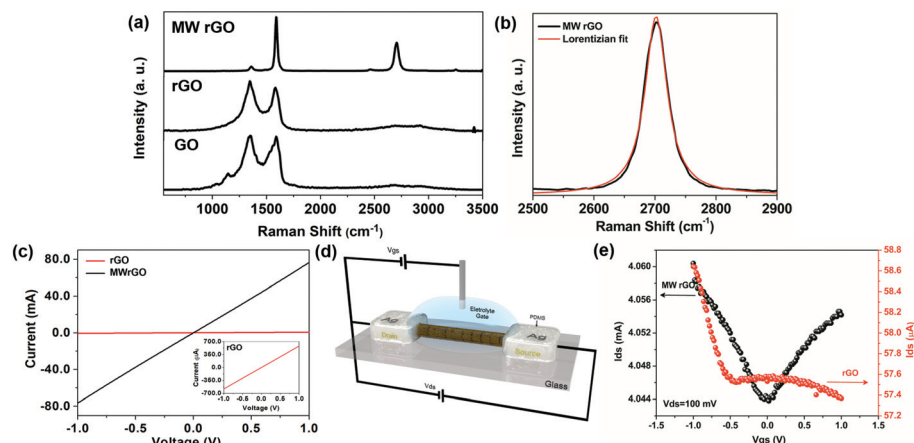 (a)
MW rGO
rGO
GO
Intensity (a. u.)
500 1000 1500 2000 2500 3000 3500
Raman Shift (cm-1)
(b)
MW rGO
Lorentzian fit
Intensity (a. u.)
2500 2600 2700 2800 2900
Raman Shift (cm-1)
(c)
rGO
MWrGO
80.0
40.0
0.0
-40.0
-80.0
Current (mA)
-1.0 -0.5 0.0 0.5 1.0
Voltage (V)
rGO
700.0
350.0
0.0
-350.0
-700.0
Current (μA)
-1.0 -0.5 0.0 0.5 1.0
Voltage (V)
(d)
Vgs
Eletrolyte
Gate
PDMS
Ag
Drain
Ag
Source
Glass
Vds
(e)
MW rGO
rGO
Vds=100 mV
4.060
4.056
4.052
4.048
4.044
Ids (mA)
58.8
58.6
58.4
58.2
58.0
57.8
57.6
57.4
57.2
Ids (μA)
-1.5 -1.0 -0.5 0.0 0.5 1.0 1.5
Vgs (V)